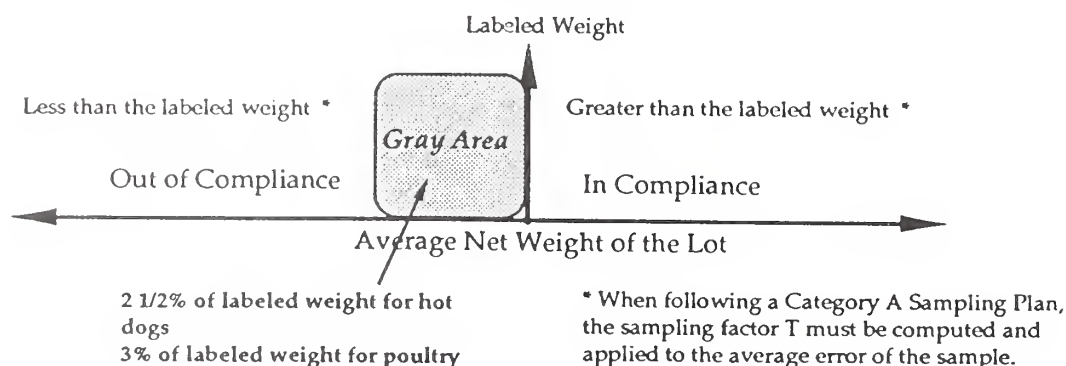 Labeled Weight
Less than the labeled weight *
Greater than the labeled weight *
Gray Area
Out of Compliance
In Compliance
Average Net Weight of the Lot
2 1/2% of labeled weight for hot
dogs
3% of labeled weight for poultry
* When following a Category A Sampling Plan,
the sampling factor T must be computed and
applied to the average error of the sample.